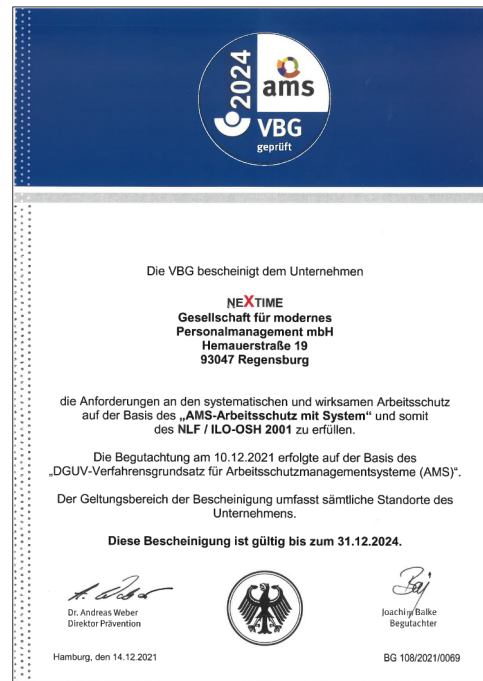 2024
ams
VBG
geprüft
Die VBG bescheinigt dem Unternehmen
NEXTIME
Gesellschaft für modernes
Personalmanagement mbH
Hemauerstraße 19
93047 Regensburg
die Anforderungen an den systematischen und wirksamen Arbeitsschutz
auf der Basis des „AMS-Arbeitsschutz mit System“ und somit
des NLF / ILO-OSH 2001 zu erfüllen.
Die Begutachtung am 10.12.2021 erfolgte auf der Basis des
„DGUV-Verfahrensgrundsatz für Arbeitsschutzmanagementsysteme (AMS)“.
Der Geltungsbereich der Bescheinigung umfasst sämtliche Standorte des
Unternehmens.
Diese Bescheinigung ist gültig bis zum 31.12.2024.
Dr. Andreas Weber
Direktor Prävention
Joachim Balke
Begutachter
Hamburg, den 14.12.2021
BG 108/2021/0069